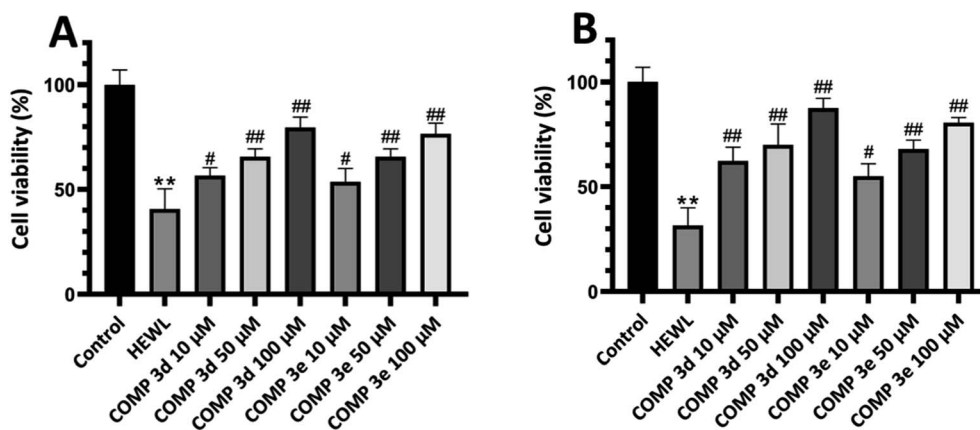 A
Cell viability (%)
100
50
0
**
#
##
##
#
##
##
Control
HEWL
COMP 3d 10 µM
COMP 3d 50 µM
COMP 3d 100 µM
COMP 3e 10 µM
COMP 3e 50 µM
COMP 3e 100 µM
B
Cell viability (%)
100
50
0
**
##
##
##
#
##
##
Control
HEWL
COMP 3d 10 µM
COMP 3d 50 µM
COMP 3d 100 µM
COMP 3e 10 µM
COMP 3e 50 µM
COMP 3e 100 µM